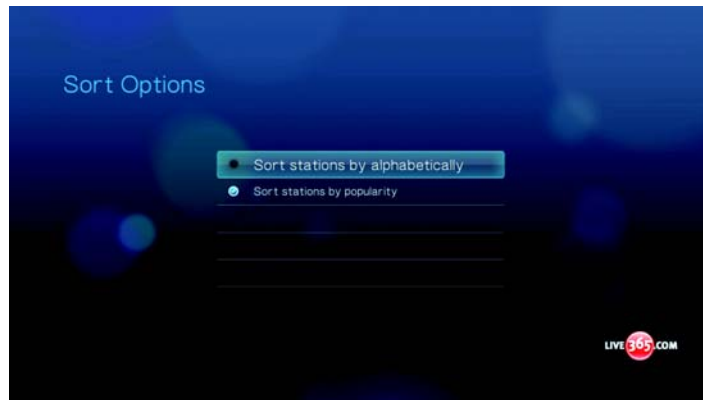 Sort Options
Sort stations by alphabetically
Sort stations by popularity
LIVE365.COM